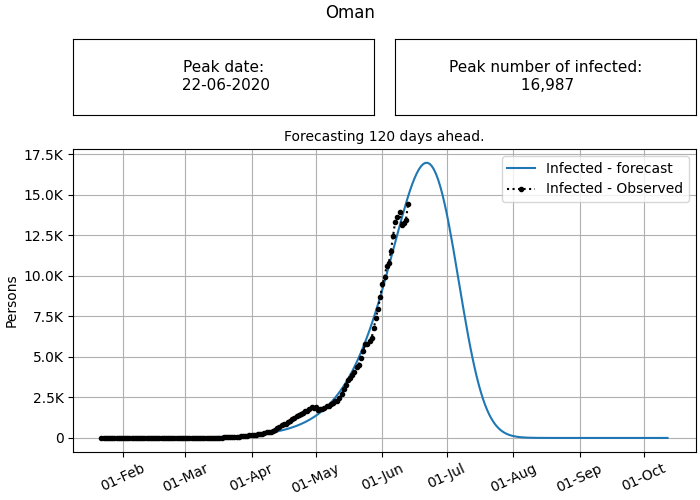 Oman
Peak date:
22-06-2020
Peak number of infected:
16,987
Forecasting 120 days ahead.
17.5K
15.0K
12.5K
10.0K
7.5K
5.0K
2.5K
0
Persons
Infected - forecast
Infected - Observed
01-Feb
01-Mar
01-Apr
01-May
01-Jun
01-Jul
01-Aug
01-Sep
01-Oct